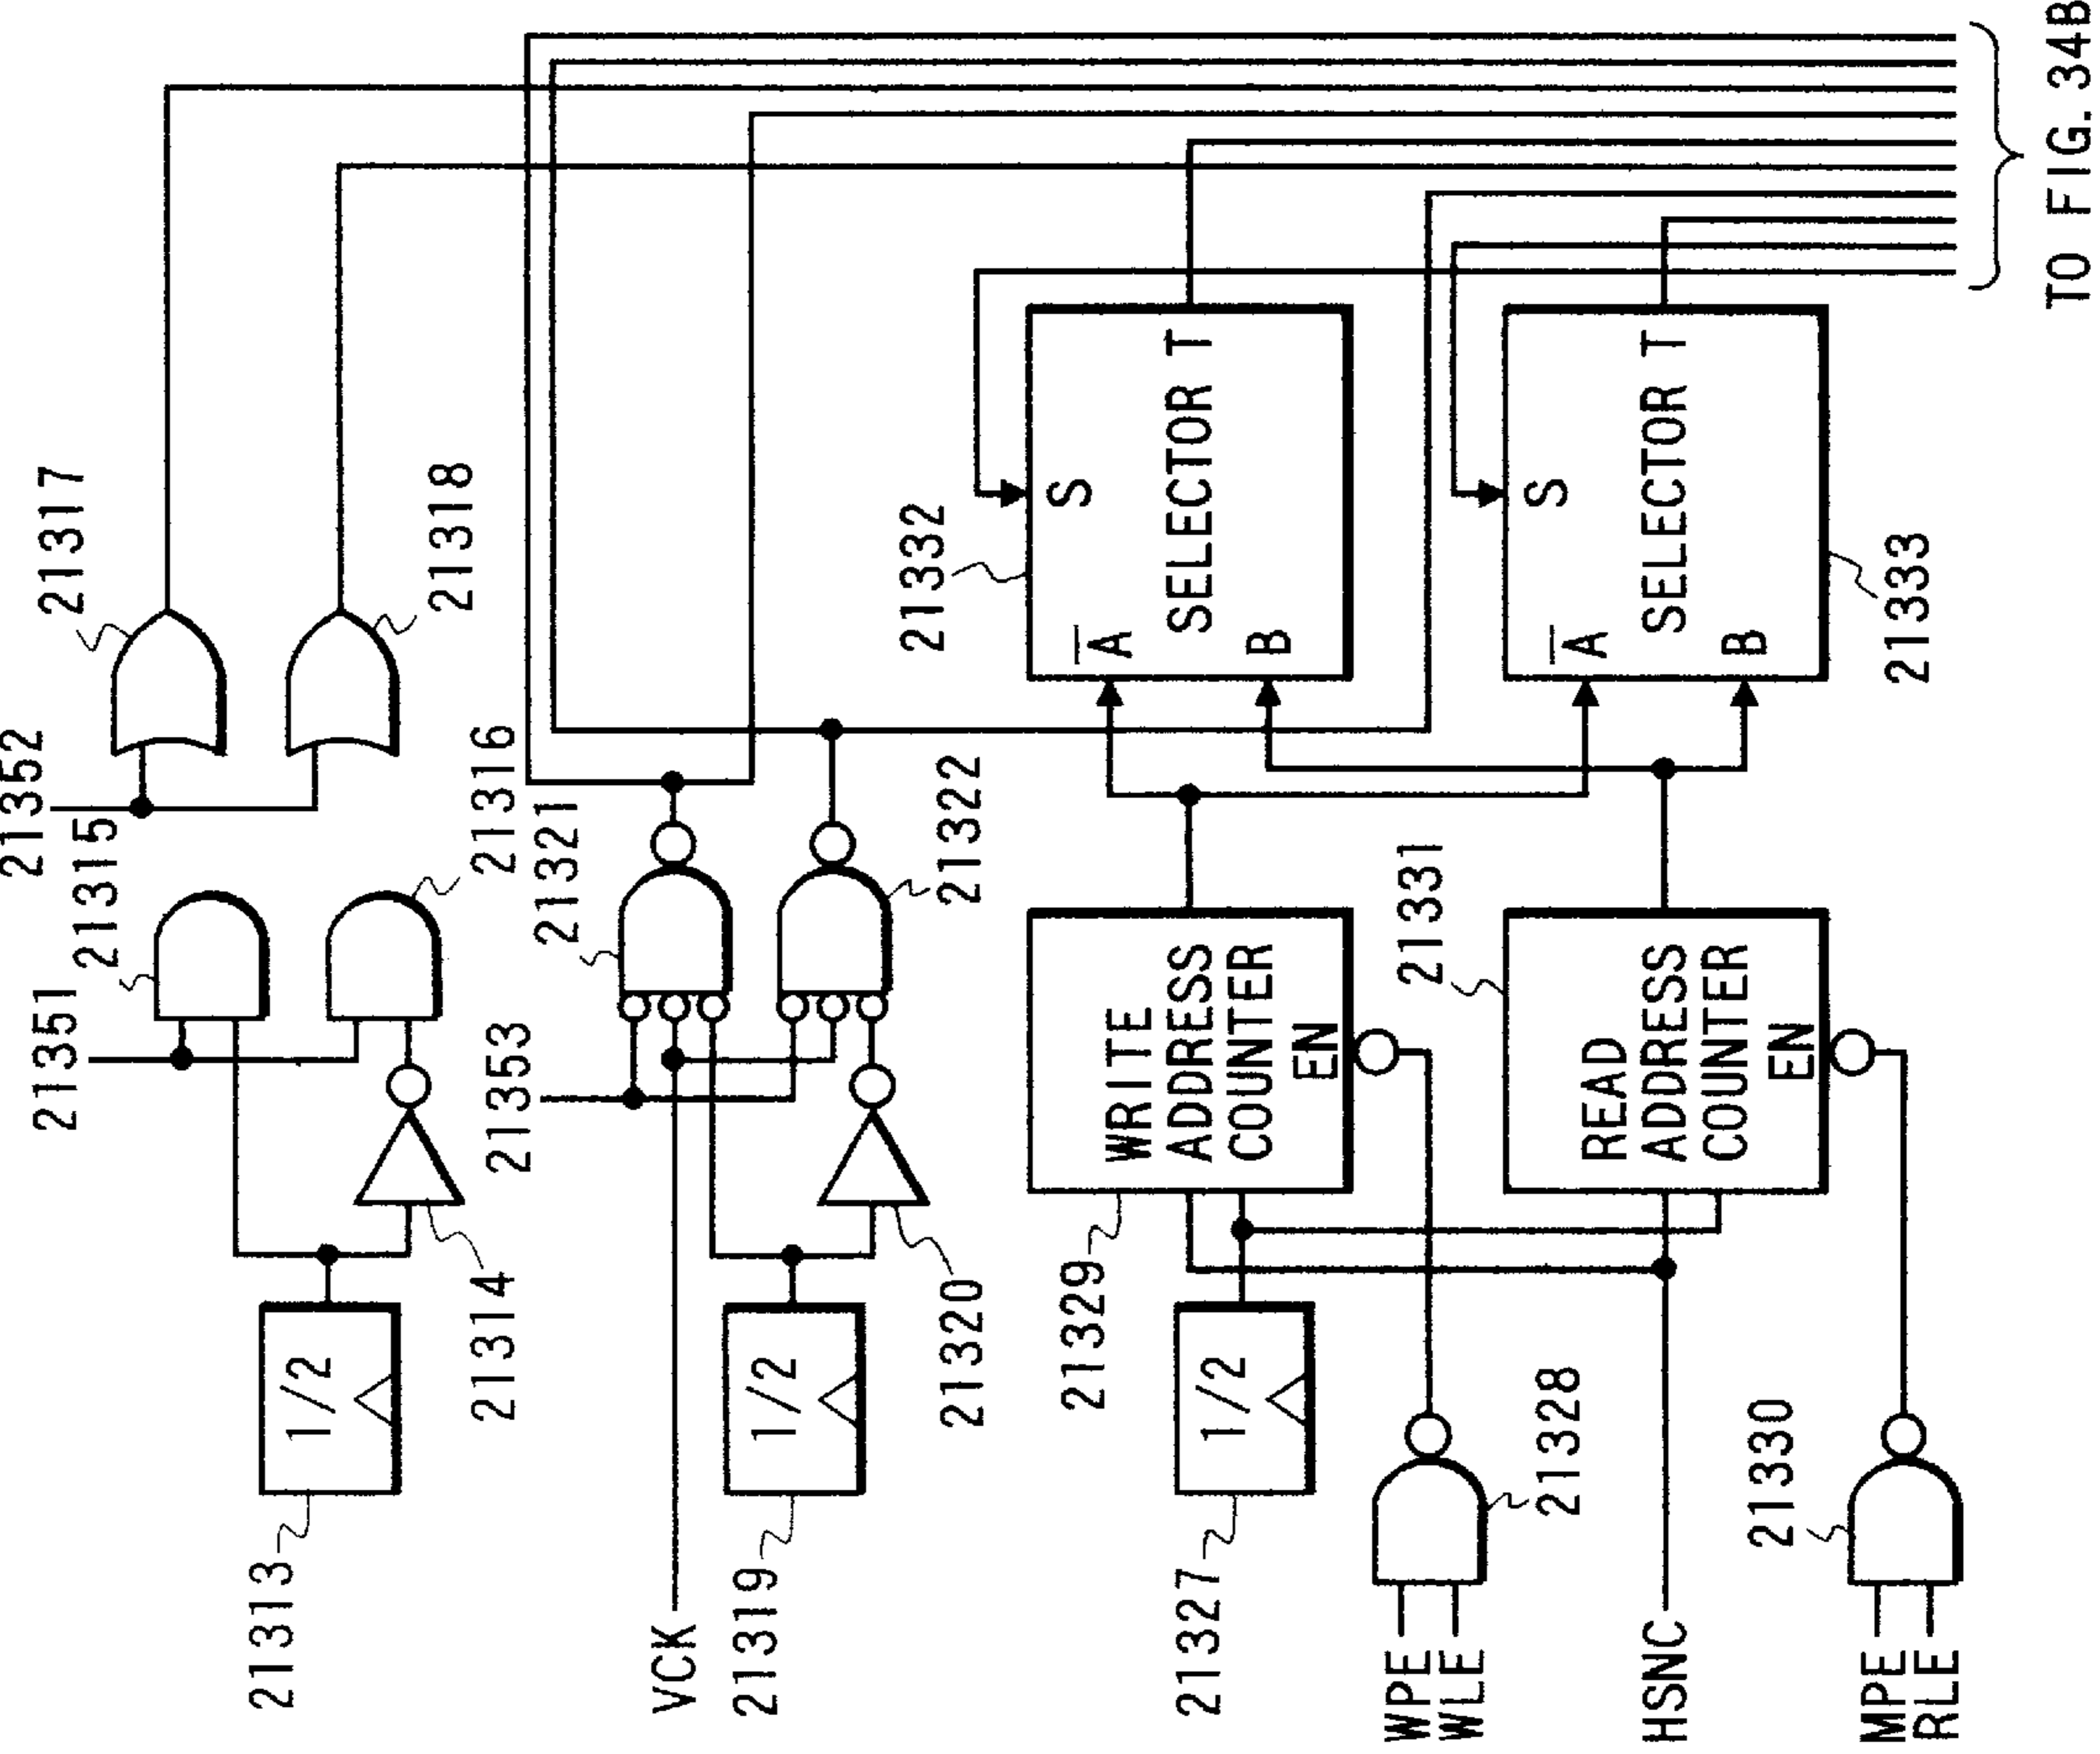 21352
21317
21315
21351
21318
21316
21314
1/2
21313
21353
21321
21322
21320
1/2
21319
VCK
21332
S
A
SELECTOR T
B
WRITE
ADDRESS
COUNTER
EN
21329
1/2
21327
21331
21328
WPE
WLE
S
A
SELECTOR T
B
21333
READ
ADDRESS
COUNTER
EN
HSNC
21330
MPE
RLE
TO FIG. 34B